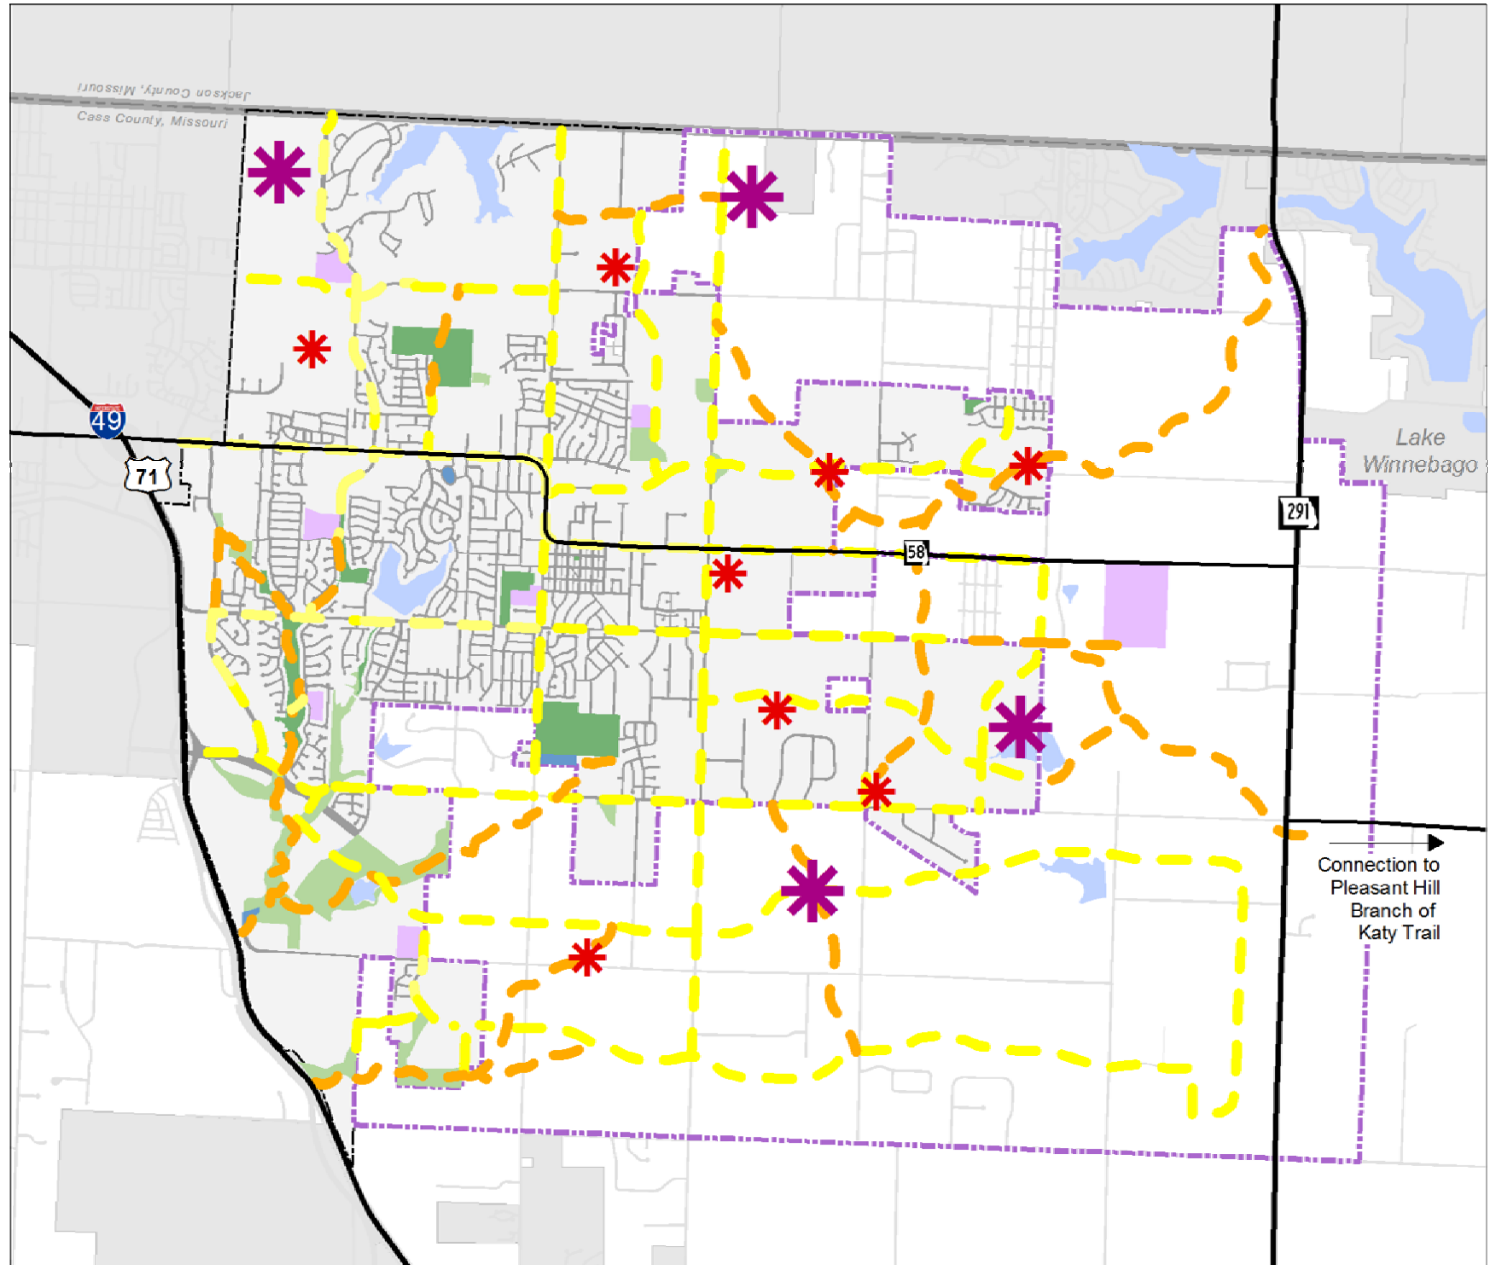 Jackson County, Missouri
Cass County, Missouri
49
71
Lake
Winnebago
291
58
Connection to
Pleasant Hill
Branch of
Katy Trail